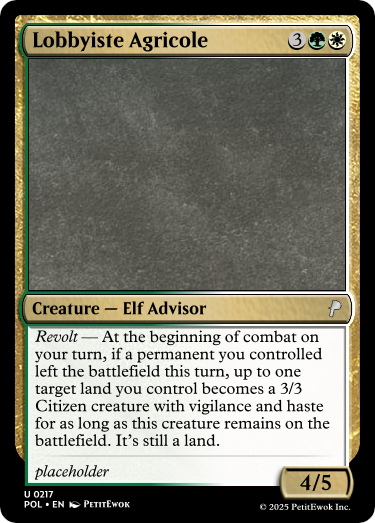 Lobbyiste Agricole 3
Creature — Elf Advisor
Revolt — At the beginning of combat on
your turn, if a permanent you controlled
left the battlefield this turn, up to one
target land you control becomes a 3/3
Citizen creature with vigilance and haste
for as long as this creature remains on the
battlefield. It's still a land.
placeholder
4/5
U 0217
POL • EN PetitEwok
© 2025 PetitEwok Inc.